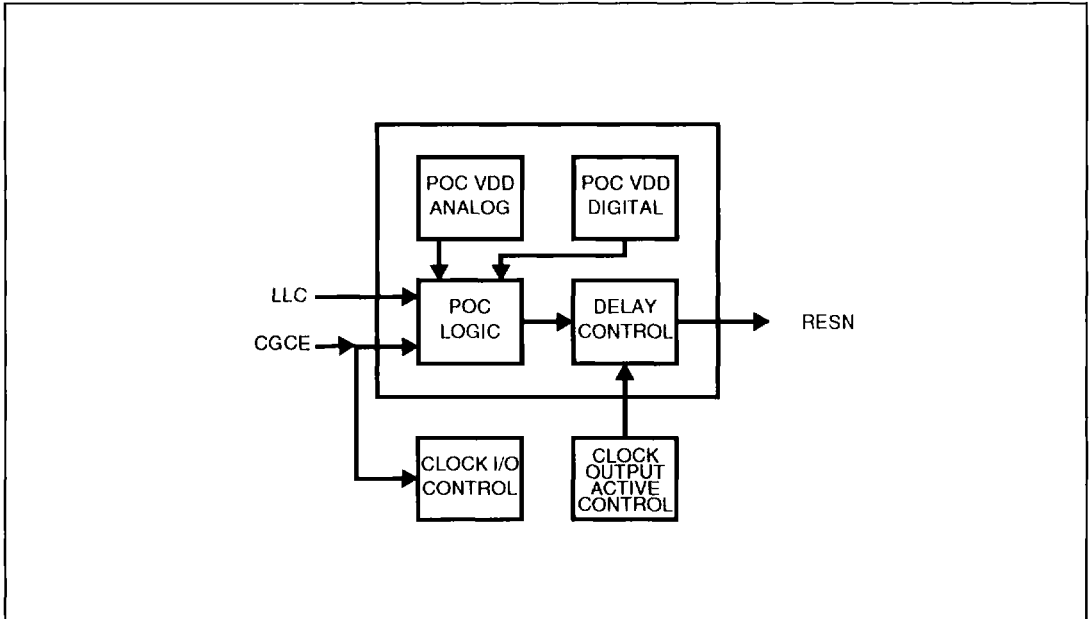 POC VDD
ANALOG
POC VDD
DIGITAL
LLC
CGCE
POC
LOGIC
DELAY
CONTROL
RESN
CLOCK I/O
CONTROL
CLOCK
OUTPUT
ACTIVE
CONTROL